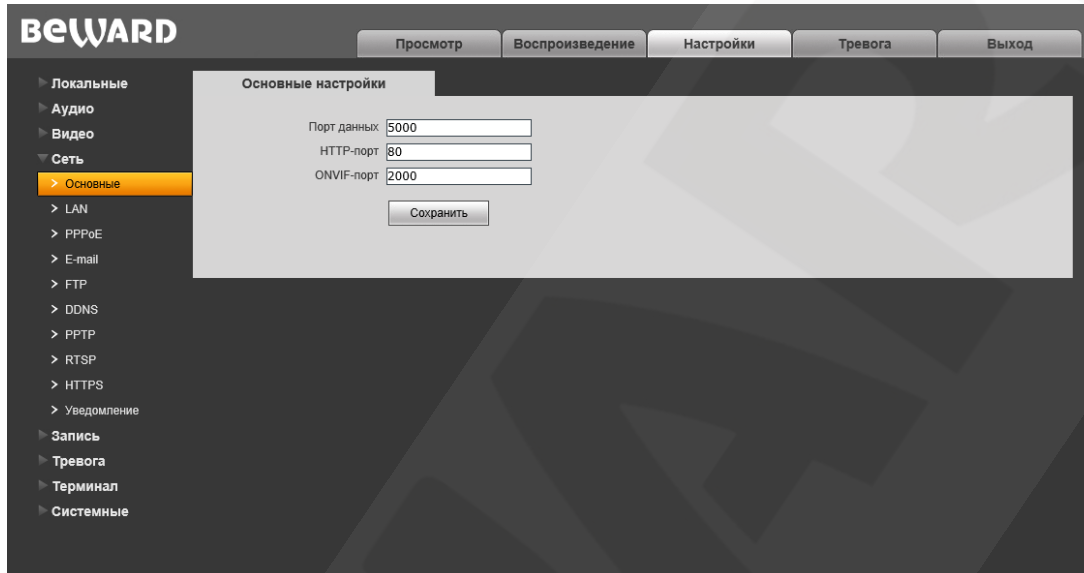 BEWARD
Просмотр
Воспроизведение
Настройки
Тревога
Выход
Локальные
Аудио
Видео
Сеть
Основные
LAN
PPPoE
E-mail
FTP
DDNS
PPTP
RTSP
HTTPS
Уведомление
Запись
Тревога
Терминал
Системные
Основные настройки
Порт данных 5000
HTTP-порт 80
ONVIF-порт 2000
Сохранить